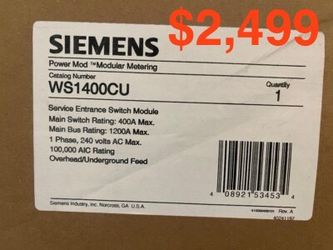 $2,499
SIEMENS
Power Mod ™Modular Metering
Catalog Number
WS1400CU
Quantity
1
Service Entrance Switch Module
Main Switch Rating: 400A Max.
Main Bus Rating: 1200A Max.
1 Phase, 240 volts AC Max.
100,000 AIC Rating
Overhead/Underground Feed
Siemens Industry, Inc. Norcross, GA U.S.A.
4 08921 53453 4
Rev. A